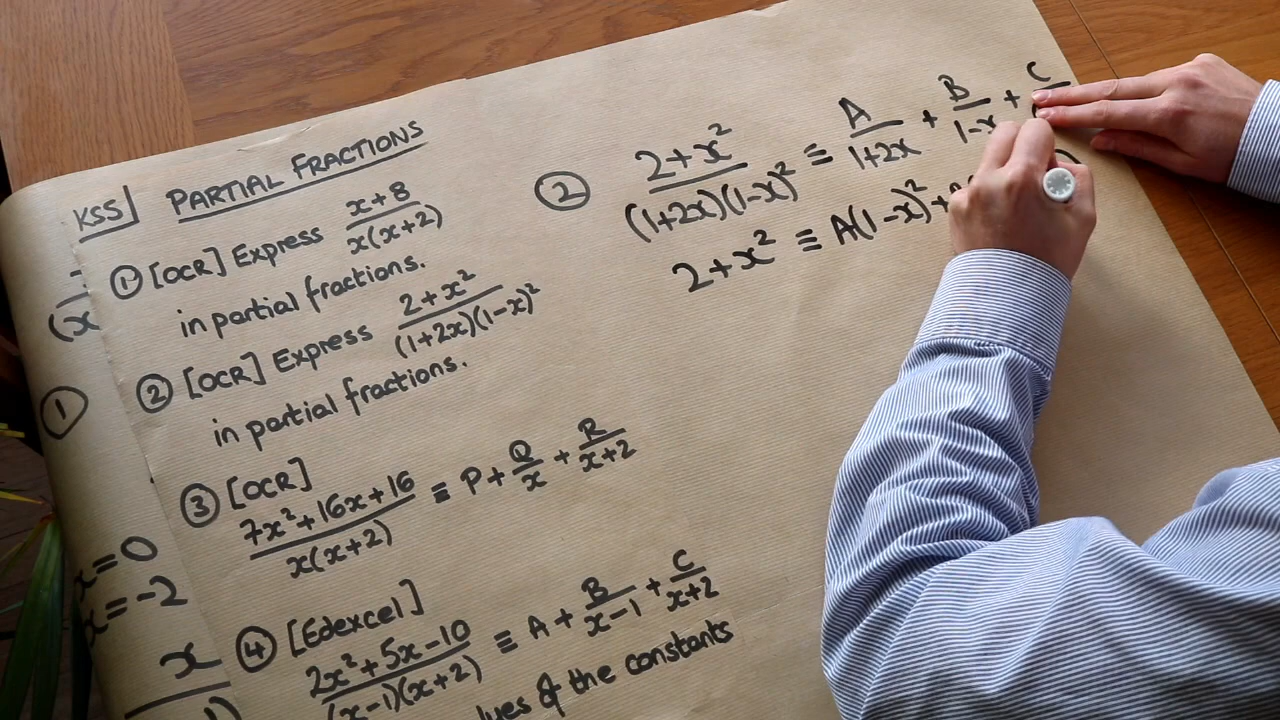 KSS PARTIAL FRACTIONS
① [OCR] Express x+8
x(x+2)
in partial fractions.
② [OCR] Express 2+x²
(1+2x)(1-x)²
in partial fractions.
③ [OCR]
7x²+16x+16 ≡ P + Q + R
x(x+2) x x+2
④ [Edexcel]
2x²+5x-10 ≡ A + B + C
(x-1)(x+2) x-1 x+2
of the constants
② 2+x² ≡ A + B + C
(1+2x)(1-x)² 1+2x 1-x
2+x² ≡ A(1-x)²+
(x
①
x=0
x=-2
x